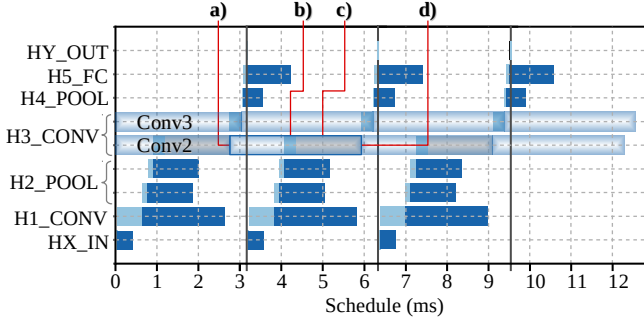 a) b) c) d)
HY_OUT
H5_FC
H4_POOL
H3_CONV
Conv3
Conv2
H2_POOL
H1_CONV
HX_IN
0 1 2 3 4 5 6 7 8 9 10 11 12
Schedule (ms)